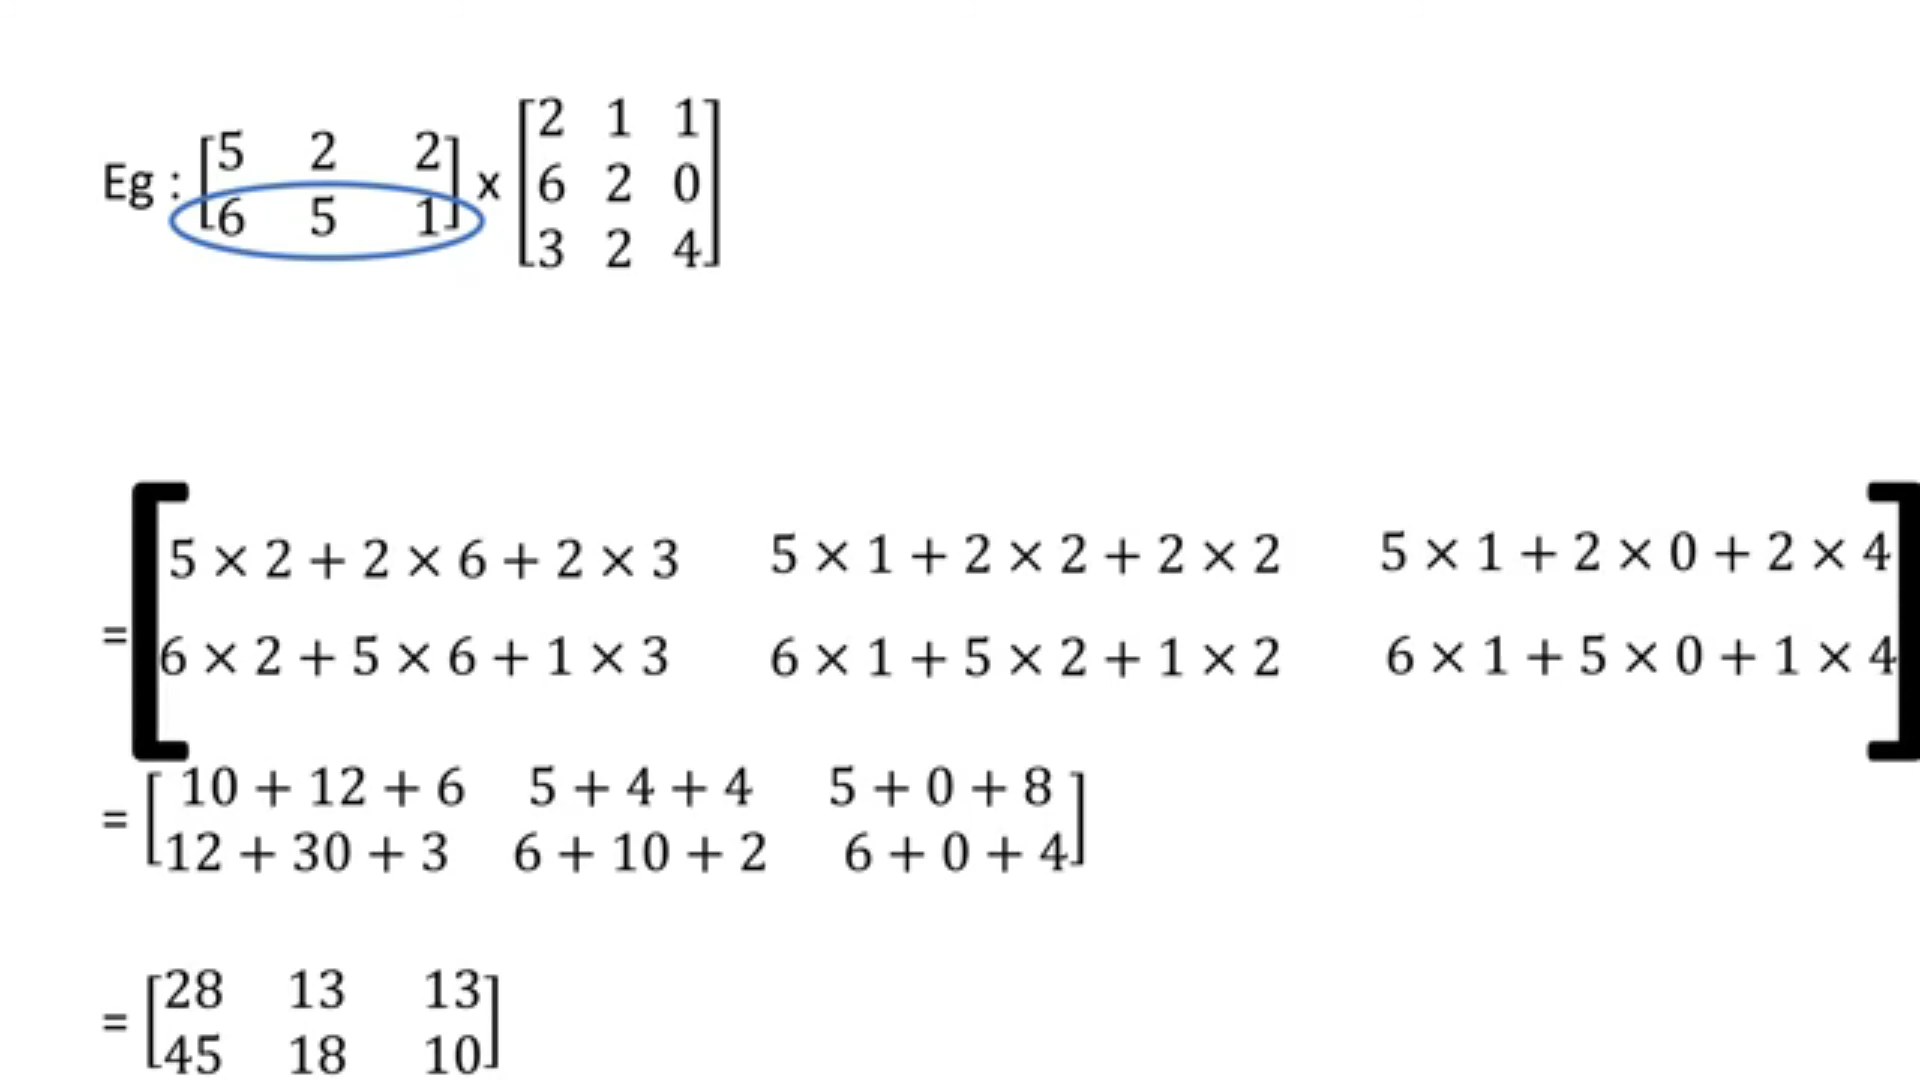 Eg : [5 2 2] x [2 1 1]
[6 5 1] [6 2 0]
[3 2 4]
= [5 × 2 + 2 × 6 + 2 × 3 5 × 1 + 2 × 2 + 2 × 2 5 × 1 + 2 × 0 + 2 × 4]
[6 × 2 + 5 × 6 + 1 × 3 6 × 1 + 5 × 2 + 1 × 2 6 × 1 + 5 × 0 + 1 × 4]
= [10 + 12 + 6 5 + 4 + 4 5 + 0 + 8]
[12 + 30 + 3 6 + 10 + 2 6 + 0 + 4]
= [28 13 13]
[45 18 10]